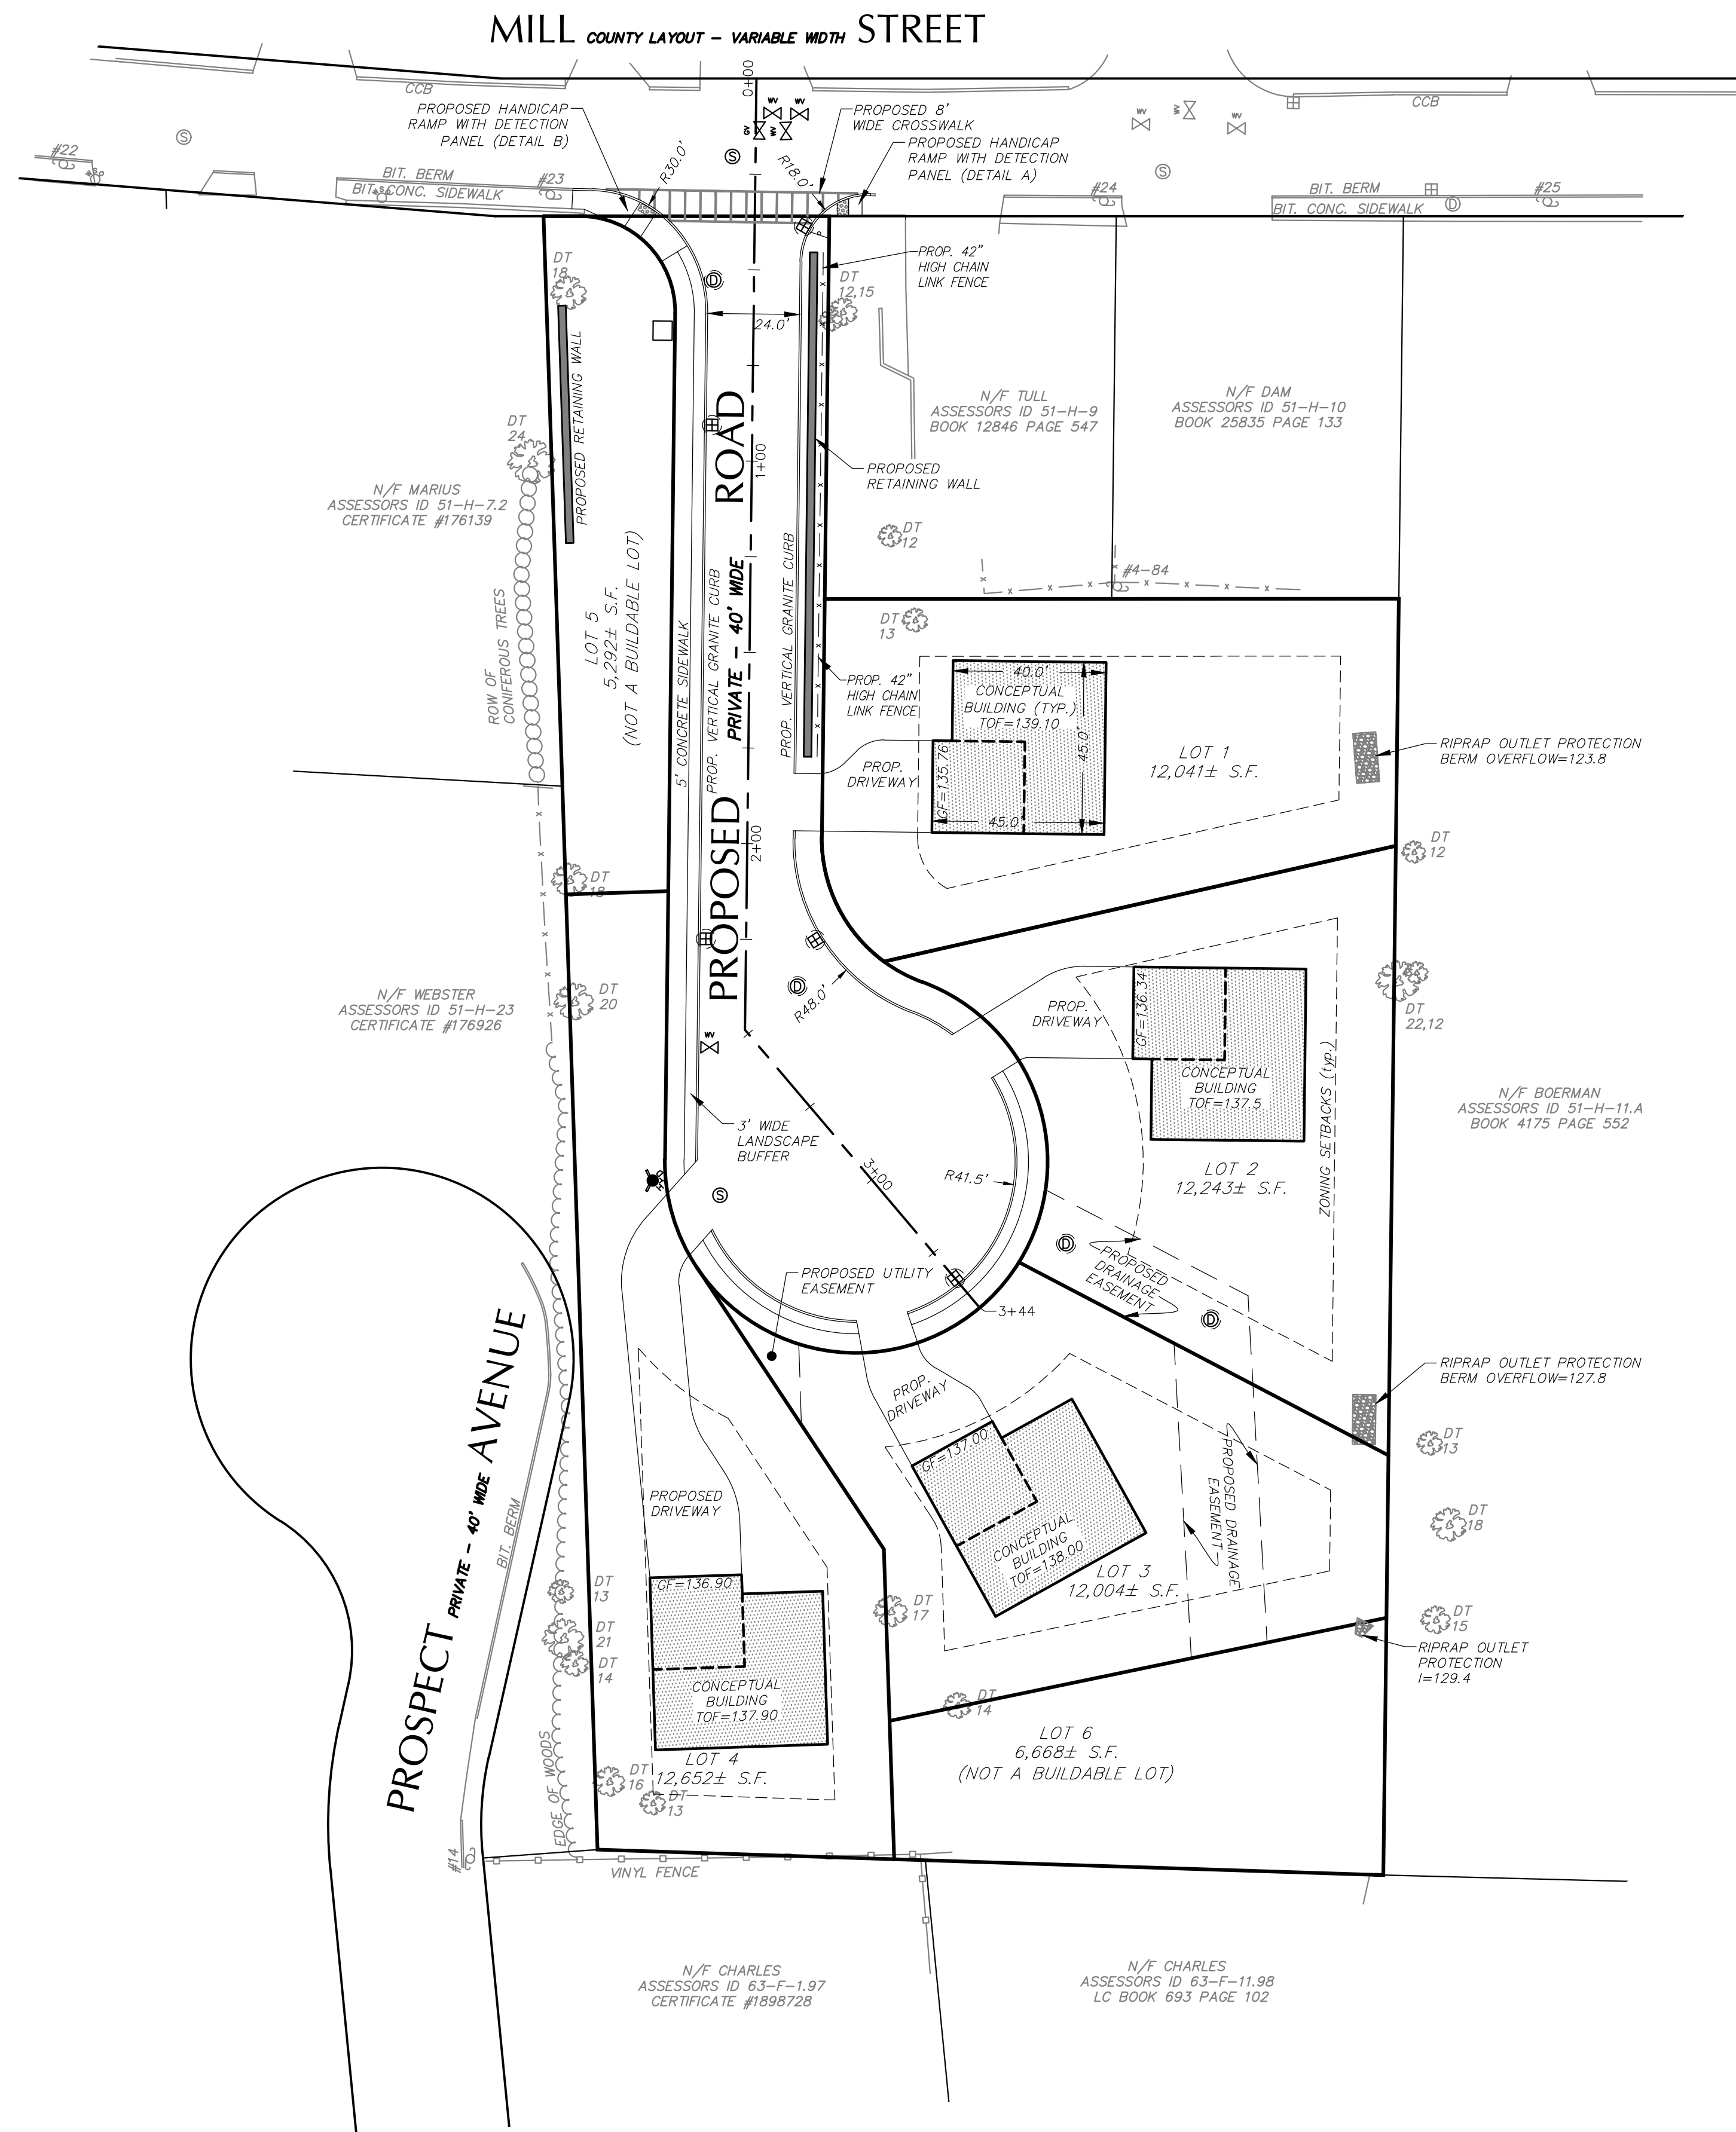 MILL COUNTY LAYOUT – VARIABLE WIDTH STREET
CCB
0+00
WV
WV
GV
WV
PROPOSED HANDICAP
RAMP WITH DETECTION
PANEL (DETAIL B)
PROPOSED 8'
WIDE CROSSWALK
PROPOSED HANDICAP
RAMP WITH DETECTION
PANEL (DETAIL A)
WV
WV
WV
CCB
S
S
S
#22
BIT. BERM
BIT. CONC. SIDEWALK
#23
R30.0'
R18.0'
#24
BIT. BERM
BIT. CONC. SIDEWALK
D
#25
DT
18
D
24.0'
DT
12,15
PROP. 42"
HIGH CHAIN
LINK FENCE
PROPOSED RETAINING WALL
DT
24
N/F MARIUS
ASSESSORS ID 51-H-7.2
CERTIFICATE #176139
N/F TULL
ASSESSORS ID 51-H-9
BOOK 12846 PAGE 547
N/F DAM
ASSESSORS ID 51-H-10
BOOK 25835 PAGE 133
PROPOSED
RETAINING WALL
1+00
DT
12
#4-84
ROW OF
CONIFEROUS TREES
LOT 5
5,292± S.F.
(NOT A BUILDABLE LOT)
5' CONCRETE SIDEWALK
PROP. VERTICAL GRANITE CURB
PROPOSED PRIVATE – 40' WIDE ROAD
PROP. VERTICAL GRANITE CURB
DT
13
PROP. 42"
HIGH CHAIN
LINK FENCE
40.0'
CONCEPTUAL
BUILDING (TYP.)
TOF=139.10
45.0'
GF=135.76
45.0'
PROP.
DRIVEWAY
LOT 1
12,041± S.F.
RIPRAP OUTLET PROTECTION
BERM OVERFLOW=123.8
2+00
DT
12
DT
18
N/F WEBSTER
ASSESSORS ID 51-H-23
CERTIFICATE #176926
DT
20
D
R48.0'
WV
PROP.
DRIVEWAY
GF=136.34
CONCEPTUAL
BUILDING
TOF=137.5
DT
22,12
ZONING SETBACKS (typ.)
N/F BOERMAN
ASSESSORS ID 51-H-11.A
BOOK 4175 PAGE 552
3' WIDE
LANDSCAPE
BUFFER
HYD
S
3+00
R41.5'
LOT 2
12,243± S.F.
D
PROPOSED
DRAINAGE
EASEMENT
D
PROPOSED UTILITY
EASEMENT
3+44
RIPRAP OUTLET PROTECTION
BERM OVERFLOW=127.8
PROP.
DRIVEWAY
GF=137.00
CONCEPTUAL
BUILDING
TOF=138.00
PROPOSED DRAINAGE
EASEMENT
DT
13
DT
18
PROPOSED
DRIVEWAY
PROSPECT PRIVATE – 40' WIDE AVENUE
BIT. BERM
DT
13
DT
21
DT
14
GF=136.90
CONCEPTUAL
BUILDING
TOF=137.90
LOT 3
12,004± S.F.
DT
17
DT
15
RIPRAP OUTLET
PROTECTION
I=129.4
DT
14
LOT 4
12,652± S.F.
DT
16
DT
13
LOT 6
6,668± S.F.
(NOT A BUILDABLE LOT)
EDGE OF WOODS
#14
VINYL FENCE
N/F CHARLES
ASSESSORS ID 63-F-1.97
CERTIFICATE #1898728
N/F CHARLES
ASSESSORS ID 63-F-11.98
LC BOOK 693 PAGE 102